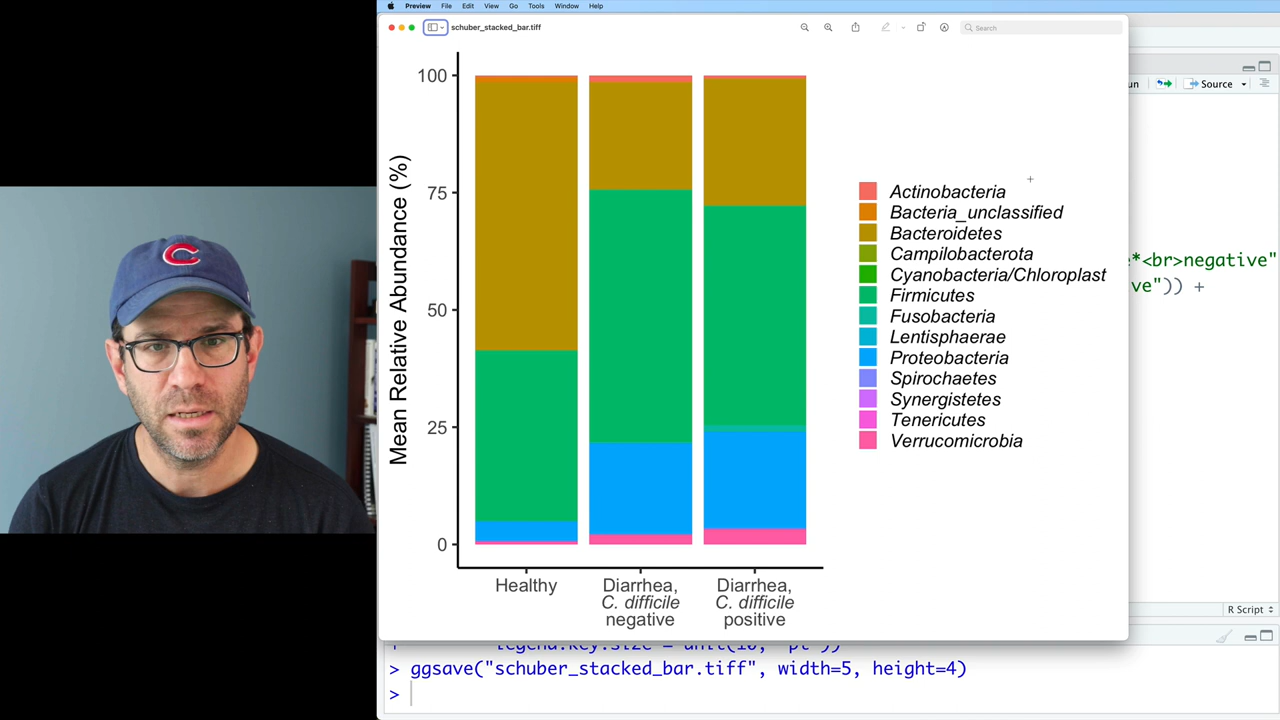 Preview File Edit View Go Tools Window Help
schuber_stacked_bar.tiff
Search
C
un
Source
100
75
50
25
0
Mean Relative Abundance (%)
Healthy
Diarrhea,
C. difficile
negative
Diarrhea,
C. difficile
positive
Actinobacteria
Bacteria_unclassified
Bacteroidetes
Campilobacterota
Cyanobacteria/Chloroplast
Firmicutes
Fusobacteria
Lentisphaerae
Proteobacteria
Spirochaetes
Synergistetes
Tenericutes
Verrucomicrobia
*<br>negative"
ve")) +
R Script
> ggsave("schuber_stacked_bar.tiff", width=5, height=4)
>